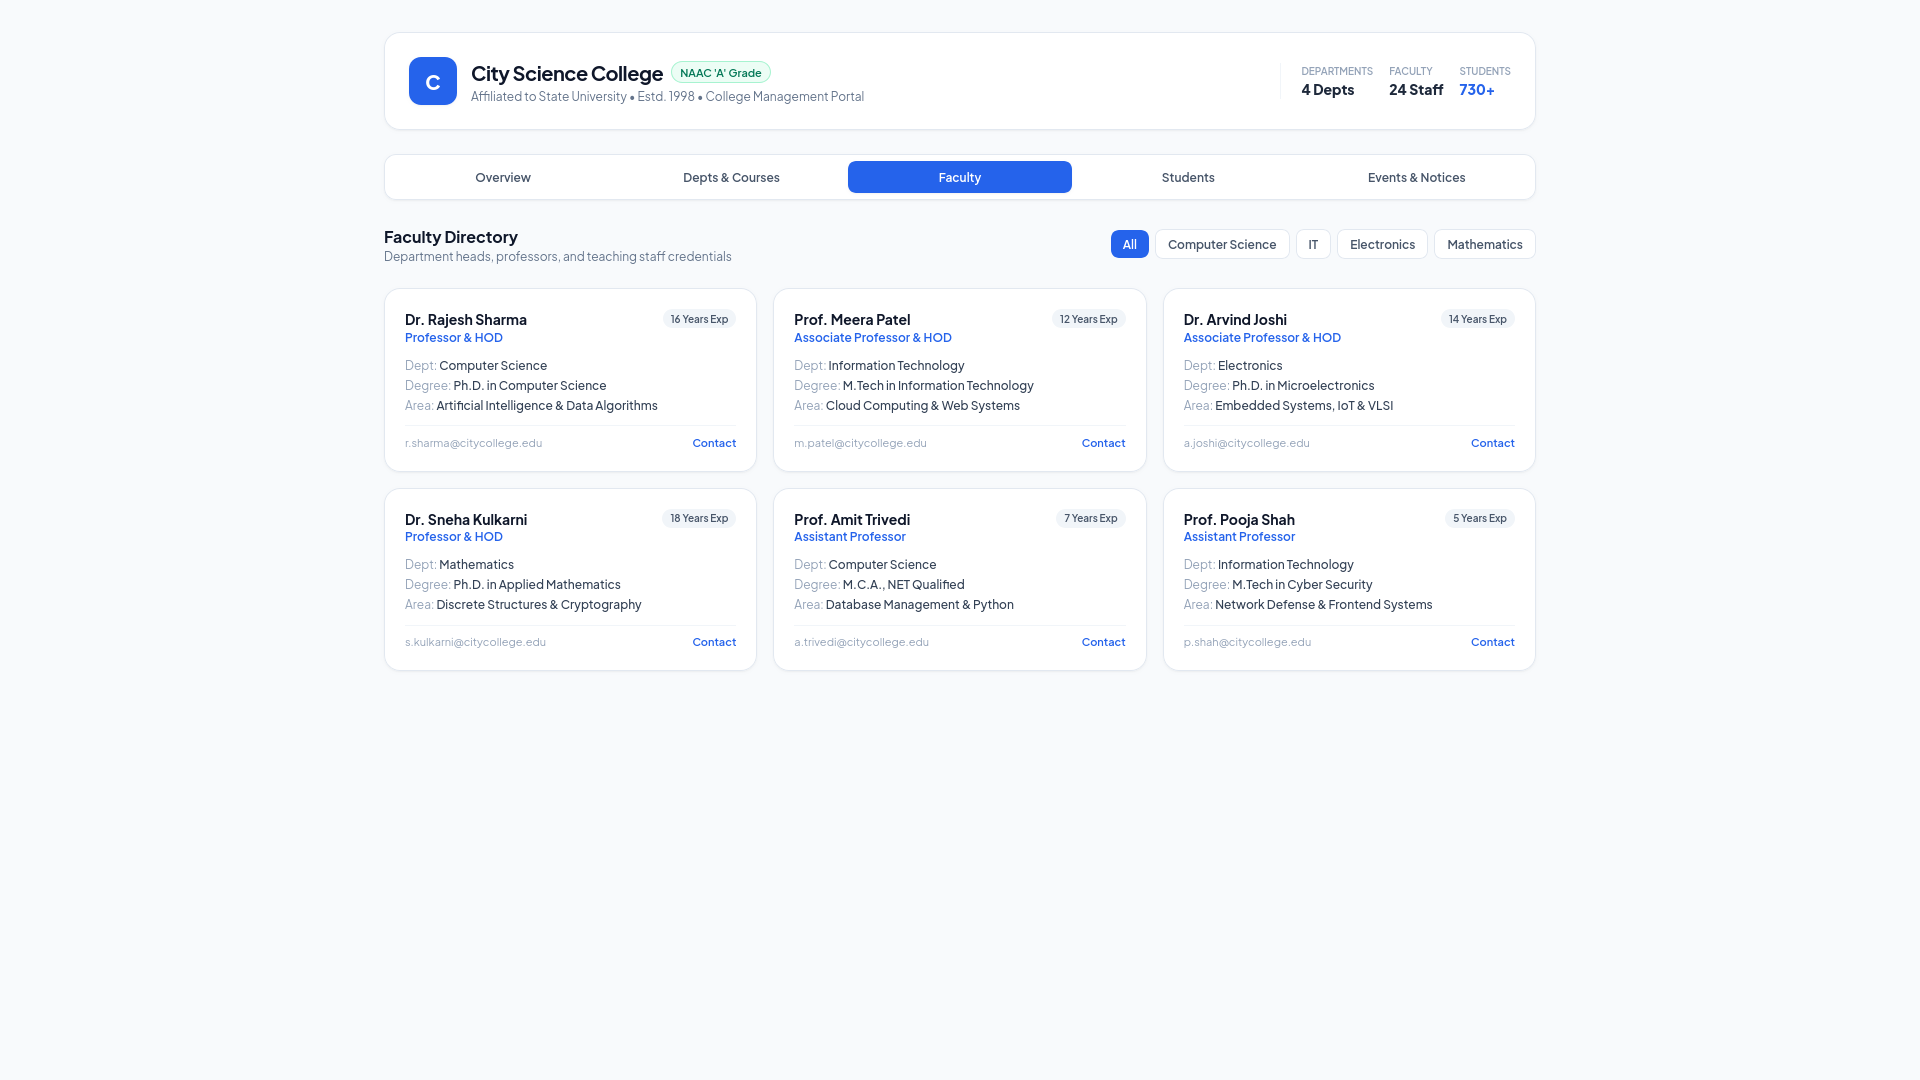 C
City Science College
NAAC 'A' Grade
Affiliated to State University • Estd. 1998 • College Management Portal
DEPARTMENTS
4 Depts
FACULTY
24 Staff
STUDENTS
730+
Overview
Depts & Courses
Faculty
Students
Events & Notices
Faculty Directory
Department heads, professors, and teaching staff credentials
All
Computer Science
IT
Electronics
Mathematics
Dr. Rajesh Sharma
16 Years Exp
Professor & HOD
Dept: Computer Science
Degree: Ph.D. in Computer Science
Area: Artificial Intelligence & Data Algorithms
r.sharma@citycollege.edu
Contact
Prof. Meera Patel
12 Years Exp
Associate Professor & HOD
Dept: Information Technology
Degree: M.Tech in Information Technology
Area: Cloud Computing & Web Systems
m.patel@citycollege.edu
Contact
Dr. Arvind Joshi
14 Years Exp
Associate Professor & HOD
Dept: Electronics
Degree: Ph.D. in Microelectronics
Area: Embedded Systems, IoT & VLSI
a.joshi@citycollege.edu
Contact
Dr. Sneha Kulkarni
18 Years Exp
Professor & HOD
Dept: Mathematics
Degree: Ph.D. in Applied Mathematics
Area: Discrete Structures & Cryptography
s.kulkarni@citycollege.edu
Contact
Prof. Amit Trivedi
7 Years Exp
Assistant Professor
Dept: Computer Science
Degree: M.C.A., NET Qualified
Area: Database Management & Python
a.trivedi@citycollege.edu
Contact
Prof. Pooja Shah
5 Years Exp
Assistant Professor
Dept: Information Technology
Degree: M.Tech in Cyber Security
Area: Network Defense & Frontend Systems
p.shah@citycollege.edu
Contact